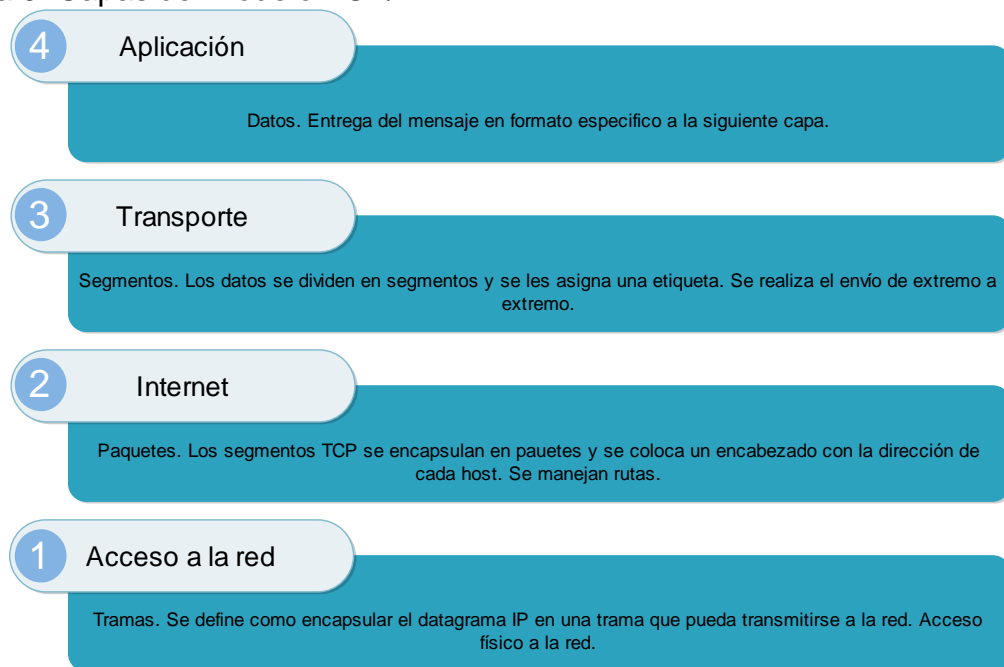 4
Aplicación
Datos. Entrega del mensaje en formato especifico a la siguiente capa.
3
Transporte
Segmentos. Los datos se dividen en segmentos y se les asigna una etiqueta. Se realiza el envío de extremo a
extremo.
2
Internet
Paquetes. Los segmentos TCP se encapsulan en pauetes y se coloca un encabezado con la dirección de
cada host. Se manejan rutas.
1
Acceso a la red
Tramas. Se define como encapsular el datagrama IP en una trama que pueda transmitirse a la red. Acceso
físico a la red.